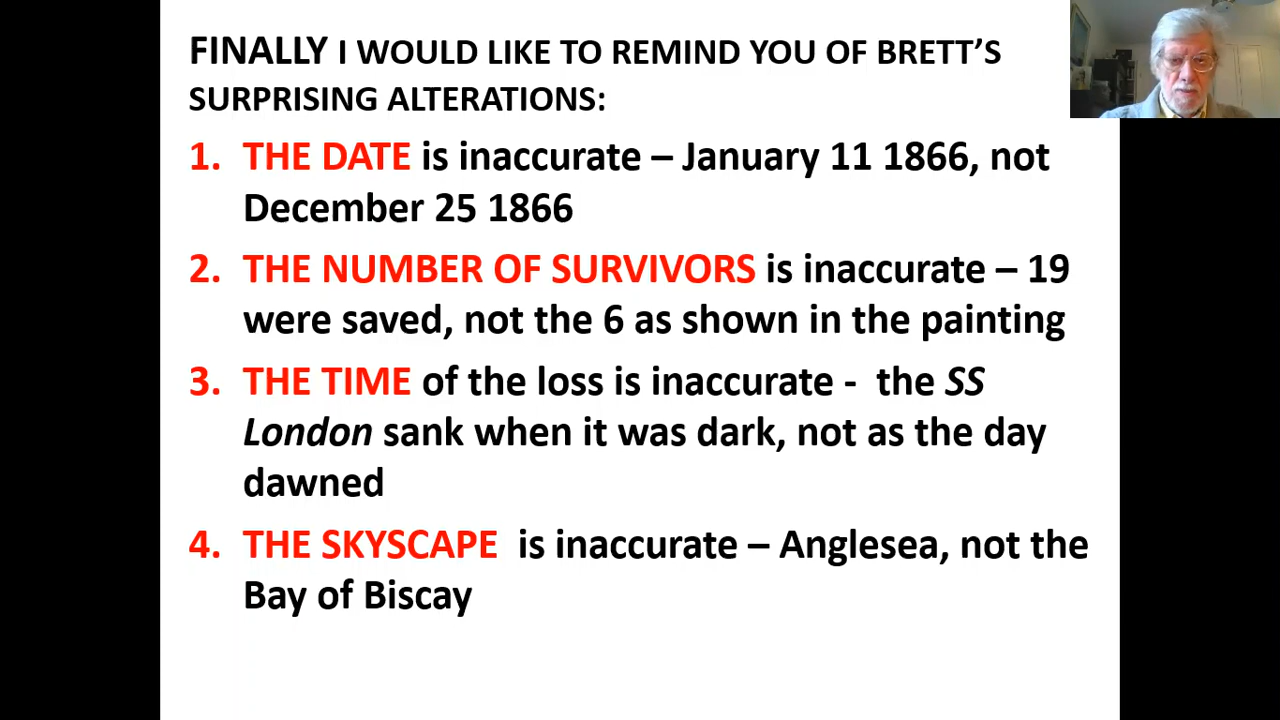 FINALLY I WOULD LIKE TO REMIND YOU OF BRETT’S
SURPRISING ALTERATIONS:
1. THE DATE is inaccurate – January 11 1866, not
December 25 1866
2. THE NUMBER OF SURVIVORS is inaccurate – 19
were saved, not the 6 as shown in the painting
3. THE TIME of the loss is inaccurate - the SS
London sank when it was dark, not as the day
dawned
4. THE SKYSCAPE is inaccurate – Anglesea, not the
Bay of Biscay